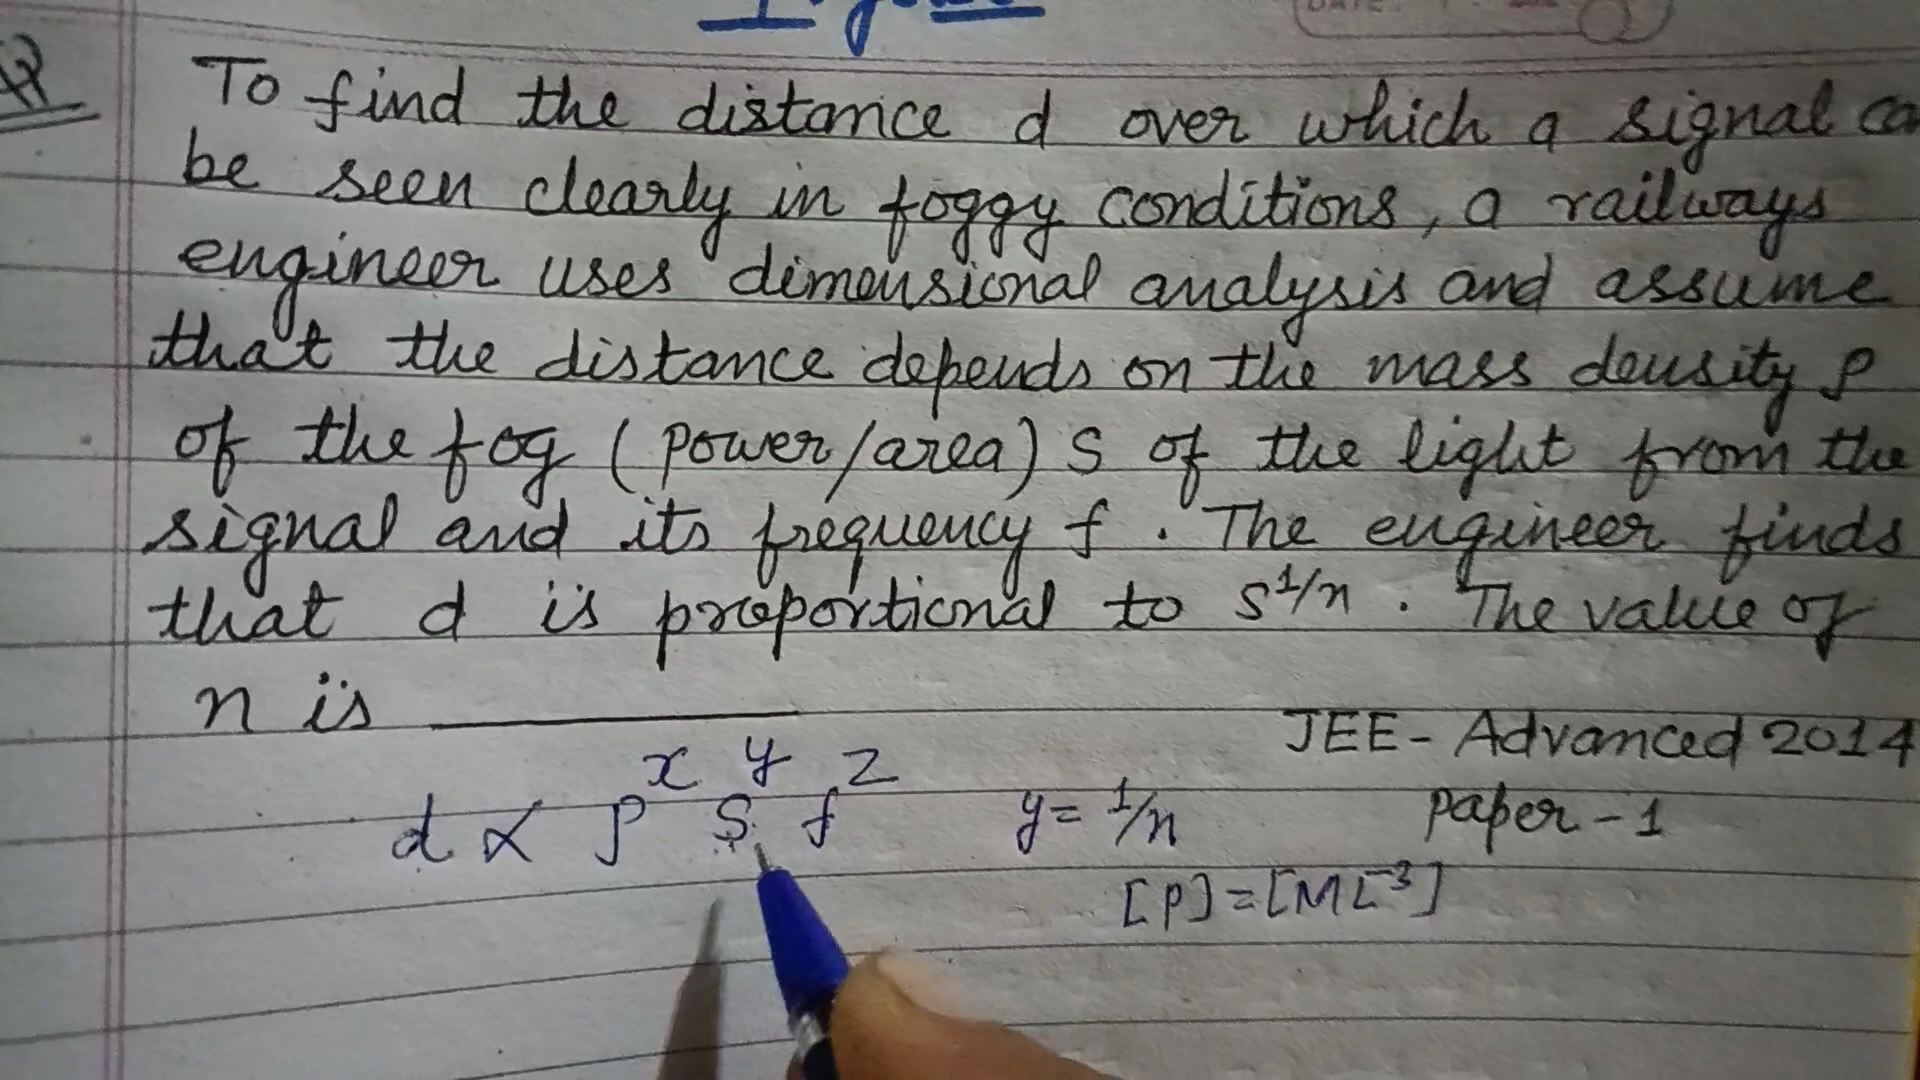 To find the distance d over which a signal ca
be seen clearly in foggy conditions, a railways
engineer uses dimensional analysis and assume
that the distance depends on the mass density ρ
of the fog (power/area) S of the light from the
signal and its frequency f. The engineer finds
that d is proportional to S^1/n. The value of
n is ________
JEE-Advanced 2014
paper-1
d ∝ ρ^x S^y f^z
y = 1/n
[ρ] = [ML^-3]